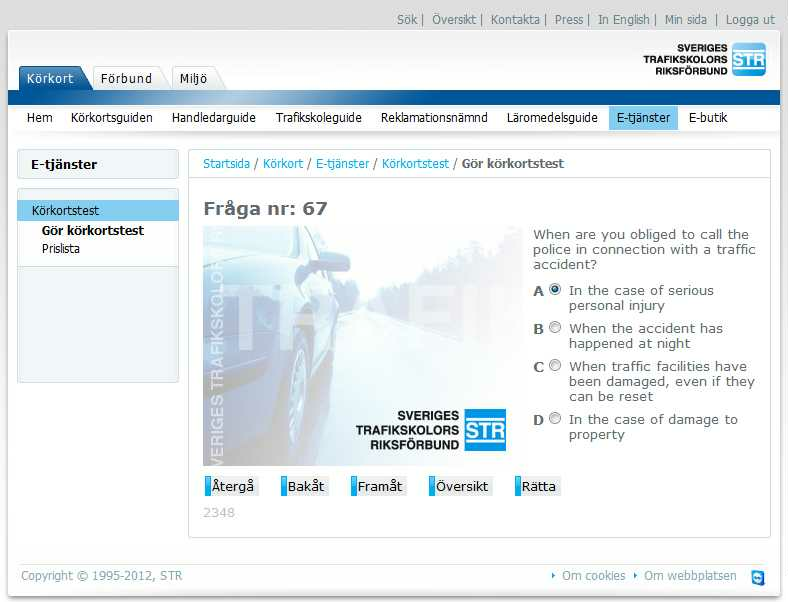 Sök | Översikt | Kontakta | Press | In English | Min sida | Logga ut
SVERIGES
TRAFIKSKOLORS
RIKSFÖRBUND
STR
Körkort Förbund Miljö
Hem Körkortsguiden Handledarguide Trafikskoleguide Reklamationsnämnd Läromedelsguide E-tjänster E-butik
E-tjänster
Körkortstest
Gör körkortstest
Prislista
Startsida / Körkort / E-tjänster / Körkortstest / Gör körkortstest
Fråga nr: 67
SVERIGES TRAFIKSKOLOR
TRAFI
SVERIGES
TRAFIKSKOLORS
RIKSFÖRBUND
STR
When are you obliged to call the
police in connection with a traffic
accident?
A In the case of serious
personal injury
B When the accident has
happened at night
C When traffic facilities have
been damaged, even if they
can be reset
D In the case of damage to
property
Återgå Bakåt Framåt Översikt Rätta
2348
Copyright © 1995-2012, STR
Om cookies Om webbplatsen